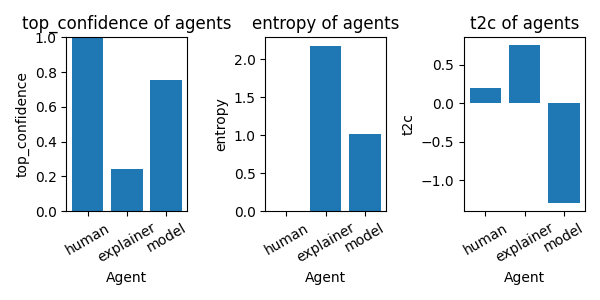 top_confidence of agents
top_confidence
1.0
0.8
0.6
0.4
0.2
0.0
human
explainer
model
Agent
entropy of agents
entropy
2.0
1.5
1.0
0.5
0.0
human
explainer
model
Agent
t2c of agents
t2c
0.5
0.0
−0.5
−1.0
human
explainer
model
Agent